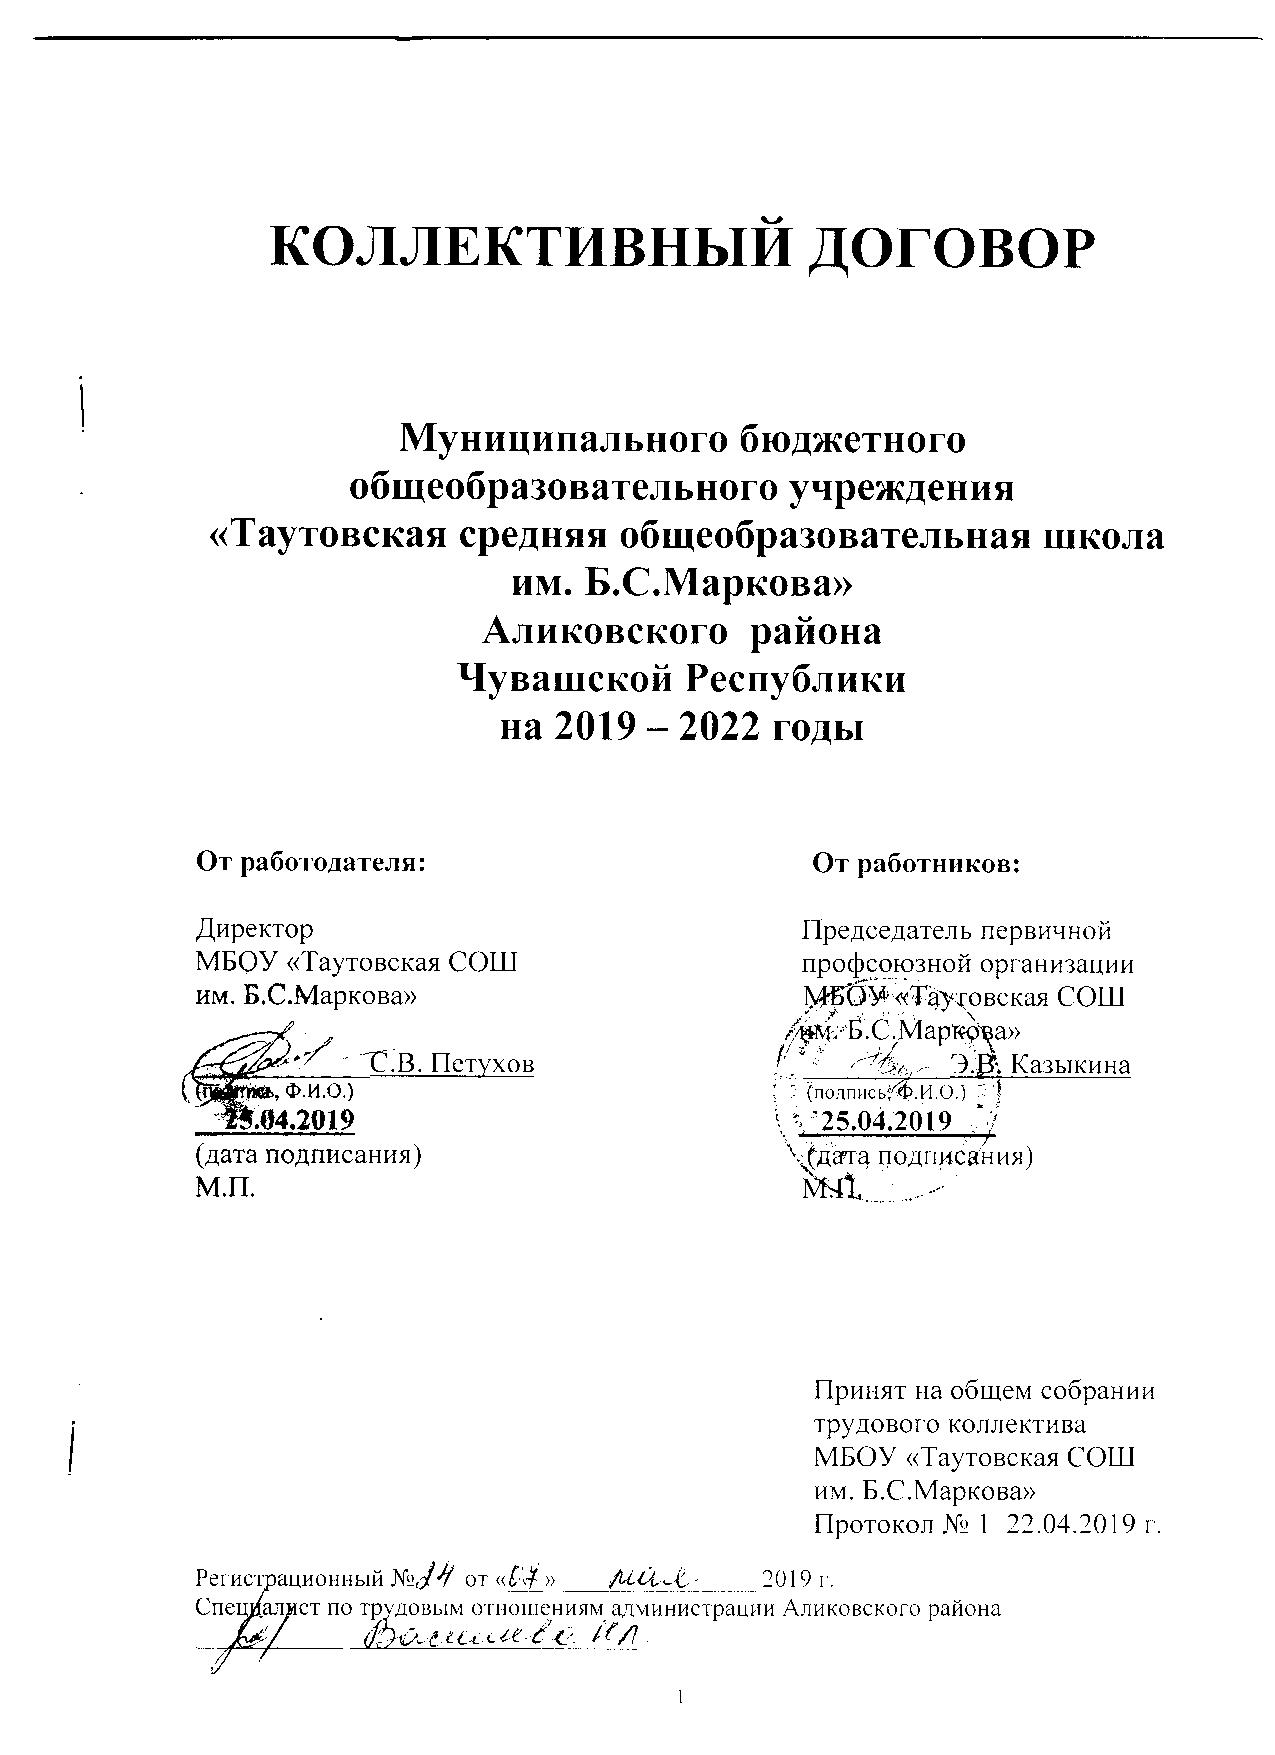 КОЛЛЕКТИВНЫЙ ДОГОВОР
Муниципального бюджетного
общеобразовательного учреждения
«Таутовская средняя общеобразовательная школа
им. Б.С.Маркова»
Аликовского района
Чувашской Республики
на 2019 – 2022 годы
От работодателя:
Директор
МБОУ «Таутовская СОШ
им. Б.С.Маркова»
С.В. Петухов
(подпись, Ф.И.О.)
25.04.2019
(дата подписания)
М.П.
От работников:
Председатель первичной
профсоюзной организации
МБОУ «Таутовская СОШ
им. Б.С.Маркова»
Э.В. Казыкина
(подпись, Ф.И.О.)
25.04.2019
(дата подписания)
М.П.
Принят на общем собрании
трудового коллектива
МБОУ «Таутовская СОШ
им. Б.С.Маркова»
Протокол № 1 22.04.2019 г.
Регистрационный № от «07» мая 2019 г.
Специалист по трудовым отношениям администрации Аликовского района
Васильева
1